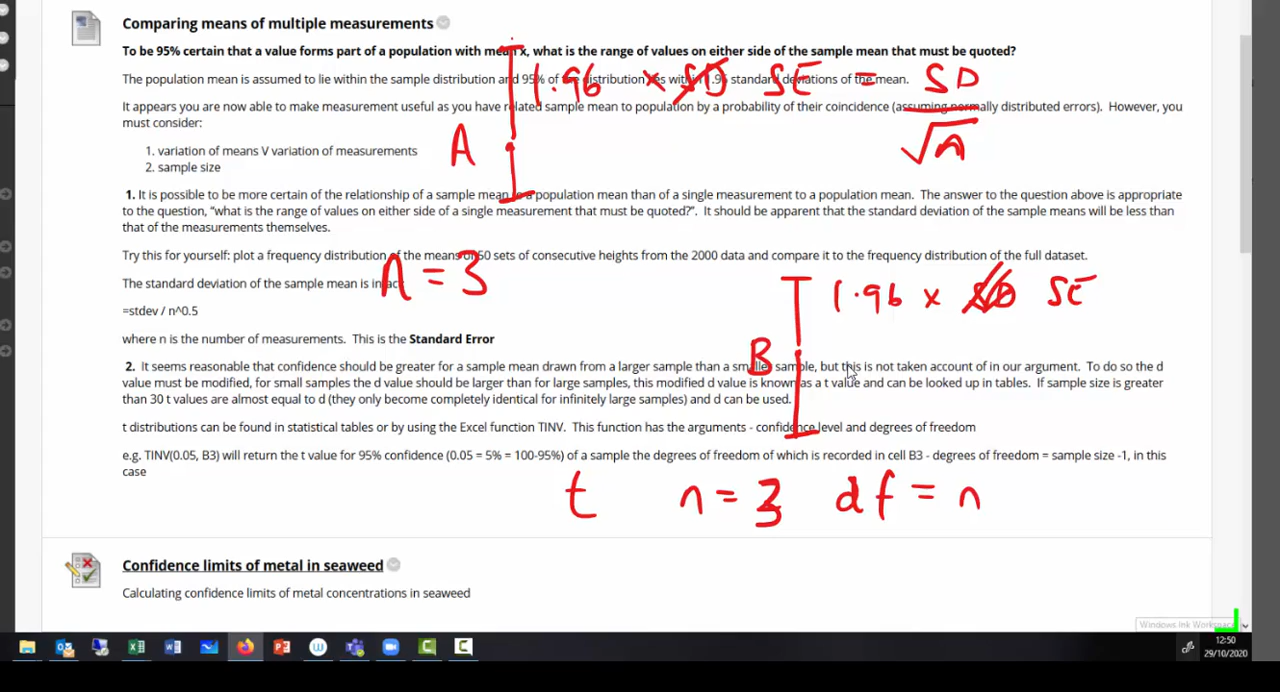 Comparing means of multiple measurements
To be 95% certain that a value forms part of a population with mean x, what is the range of values on either side of the sample mean that must be quoted?
The population mean is assumed to lie within the sample distribution and 95% of the distribution lies within 1.96 standard deviations of the mean.
1.96 x SD SE = SD
√n
It appears you are now able to make measurement useful as you have related sample mean to population by a probability of their coincidence (assuming normally distributed errors). However, you
must consider:
A
1. variation of means V variation of measurements
2. sample size
1. It is possible to be more certain of the relationship of a sample mean to a population mean than of a single measurement to a population mean. The answer to the question above is appropriate
to the question, "what is the range of values on either side of a single measurement that must be quoted?". It should be apparent that the standard deviation of the sample means will be less than
that of the measurements themselves.
Try this for yourself: plot a frequency distribution of the means of 50 sets of consecutive heights from the 2000 data and compare it to the frequency distribution of the full dataset.
n = 3
The standard deviation of the sample mean is in fact
1.96 x SD SE
=stdev / n^0.5
where n is the number of measurements. This is the Standard Error
B
2. It seems reasonable that confidence should be greater for a sample mean drawn from a larger sample than a smaller sample, but this is not taken account of in our argument. To do so the d
value must be modified, for small samples the d value should be larger than for large samples, this modified d value is known as a t value and can be looked up in tables. If sample size is greater
than 30 t values are almost equal to d (they only become completely identical for infinitely large samples) and d can be used.
t distributions can be found in statistical tables or by using the Excel function TINV. This function has the arguments - confidence level and degrees of freedom
e.g. TINV(0.05, B3) will return the t value for 95% confidence (0.05 = 5% = 100-95%) of a sample the degrees of freedom of which is recorded in cell B3 - degrees of freedom = sample size -1, in this
case
t n = 3 df = n
Confidence limits of metal in seaweed
Calculating confidence limits of metal concentrations in seaweed
Windows Ink Workspace
12:50
29/10/2020